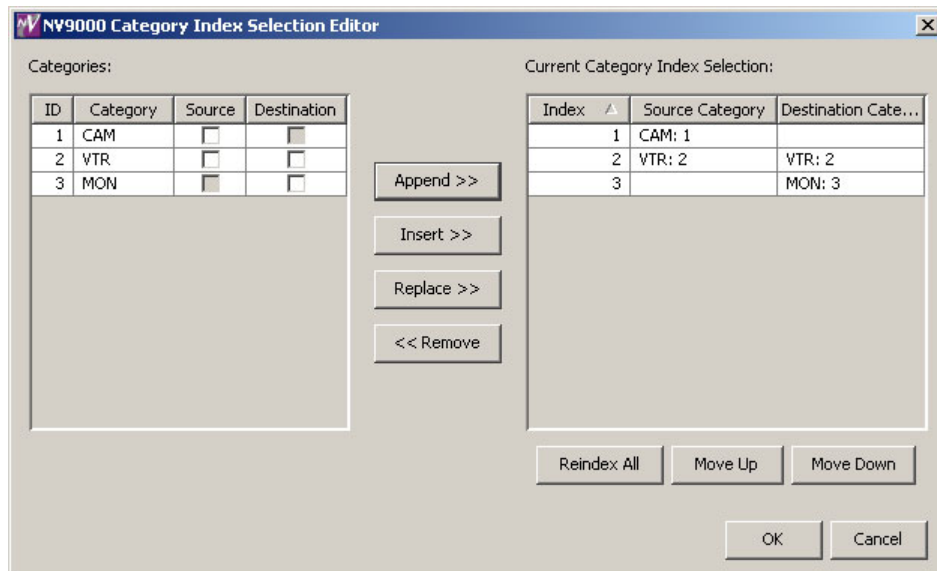 NV9000 Category Index Selection Editor
Categories:
ID Category Source Destination
1 CAM
2 VTR
3 MON
Append >>
Insert >>
Replace >>
<< Remove
Current Category Index Selection:
Index Source Category Destination Cate...
1 CAM: 1
2 VTR: 2 VTR: 2
3 MON: 3
Reindex All Move Up Move Down
OK Cancel